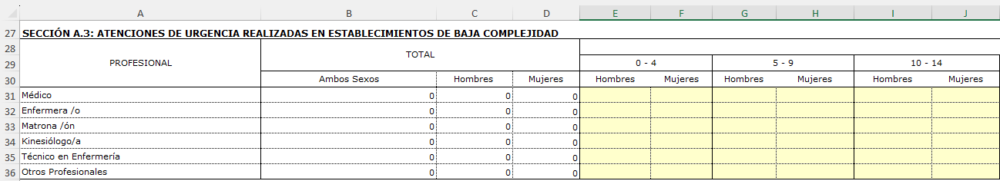 A B C D E F G H I J
27 SECCIÓN A.3: ATENCIONES DE URGENCIA REALIZADAS EN ESTABLECIMIENTOS DE BAJA COMPLEJIDAD
28 TOTAL
29 PROFESIONAL 0 - 4 5 - 9 10 - 14
30 Ambos Sexos Hombres Mujeres Hombres Mujeres Hombres Mujeres Hombres Mujeres
31 Médico 0 0 0
32 Enfermera /o 0 0 0
33 Matrona /ón 0 0 0
34 Kinesiólogo/a 0 0 0
35 Técnico en Enfermería 0 0 0
36 Otros Profesionales 0 0 0